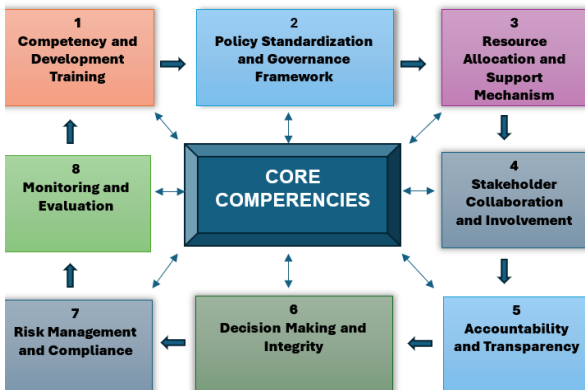 1
Competency and
Development
Training
2
Policy Standardization
and Governance
Framework
3
Resource
Allocation and
Support
Mechanism
8
Monitoring and
Evaluation
CORE
COMPERENCIES
4
Stakeholder
Collaboration
and Involvement
7
Risk Management
and Compliance
6
Decision Making and
Integrity
5
Accountability
and Transparency